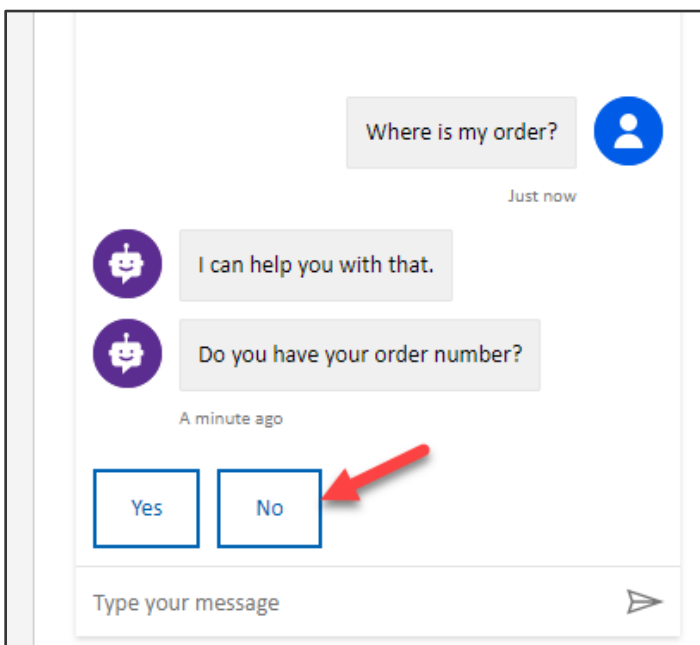 Where is my order?
Just now
I can help you with that.
Do you have your order number?
A minute ago
Yes
No
Type your message